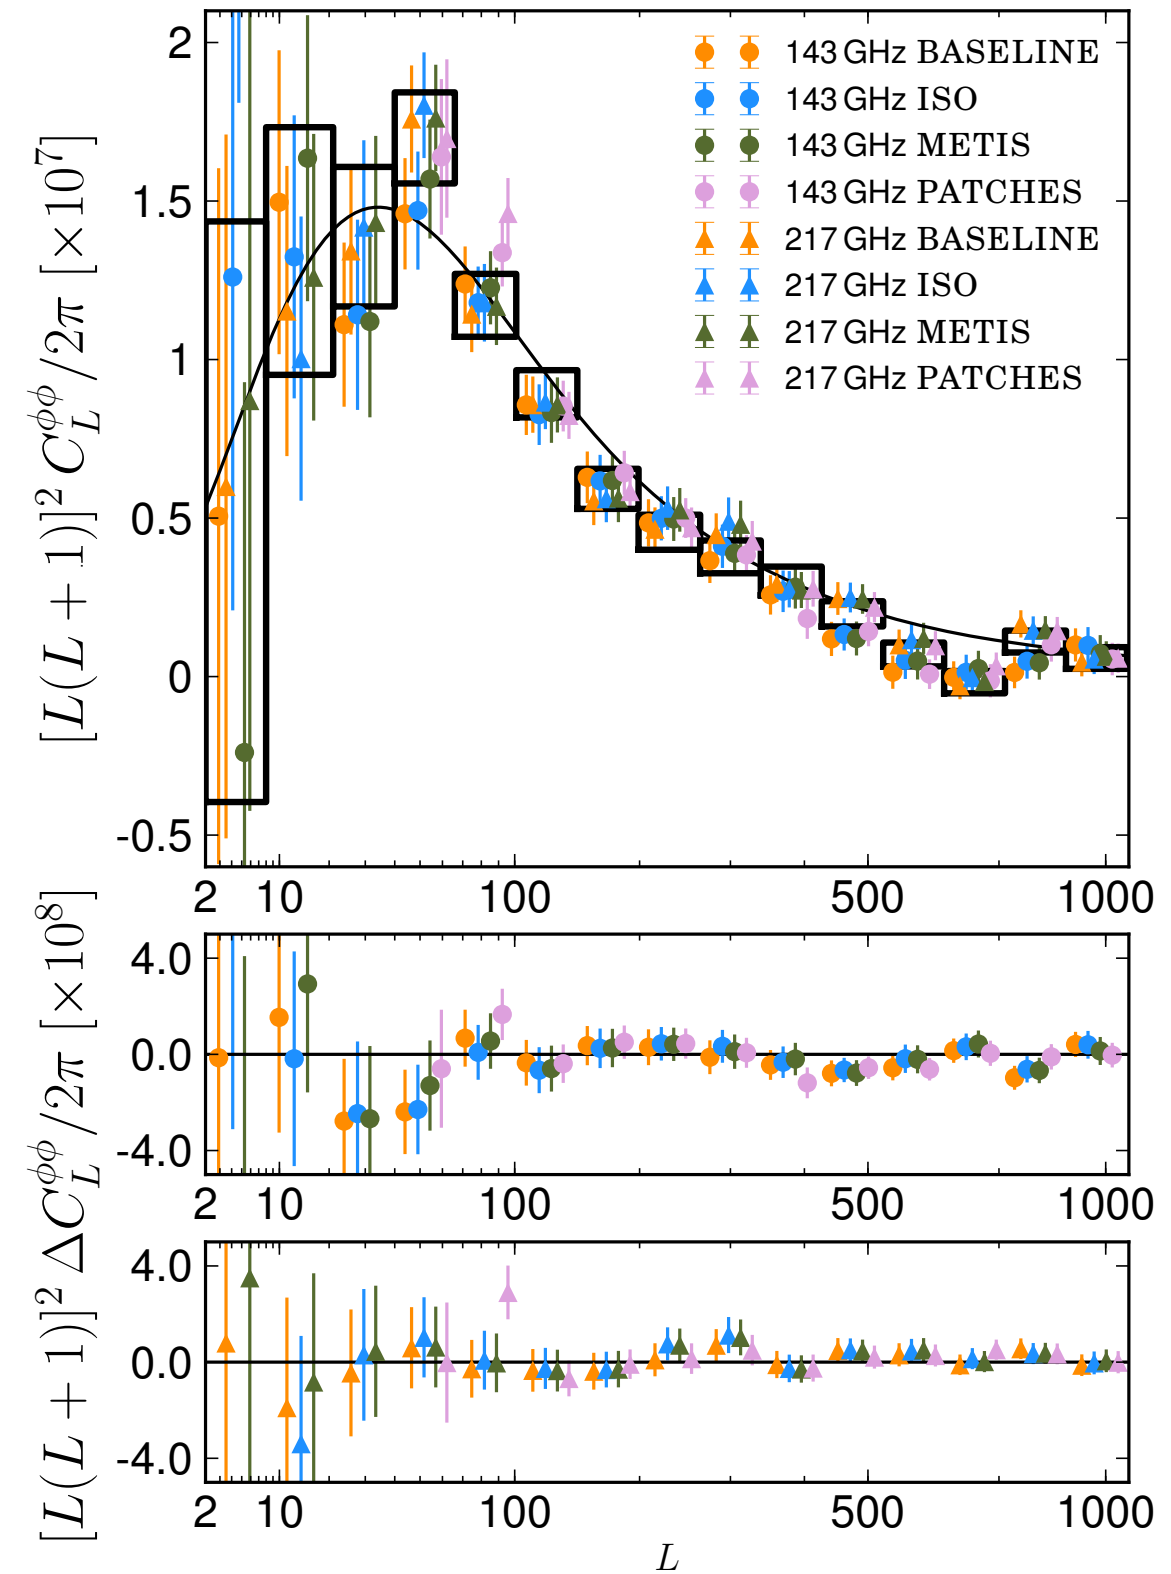 2
1.5
1
0.5
0
-0.5
[L(L + 1)]² C_L^{ϕϕ}/2π [×10⁷]
143 GHz BASELINE
143 GHz ISO
143 GHz METIS
143 GHz PATCHES
217 GHz BASELINE
217 GHz ISO
217 GHz METIS
217 GHz PATCHES
2 10 100 500 1000
[L(L + 1)]² ΔC_L^{ϕϕ}/2π [×10⁸]
4.0
0.0
-4.0
2 10 100 500 1000
4.0
0.0
-4.0
2 10 100 500 1000
L